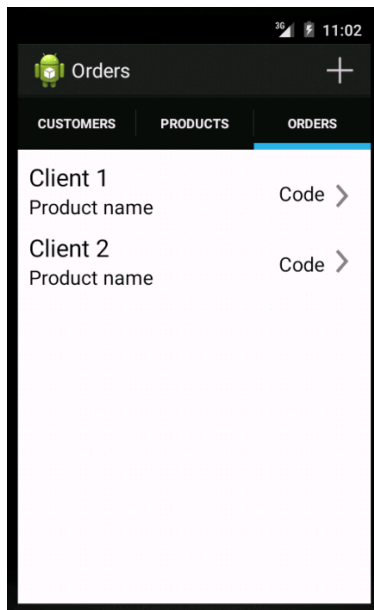 3G 11:02
Orders
CUSTOMERS PRODUCTS ORDERS
Client 1
Product name
Code
Client 2
Product name
Code